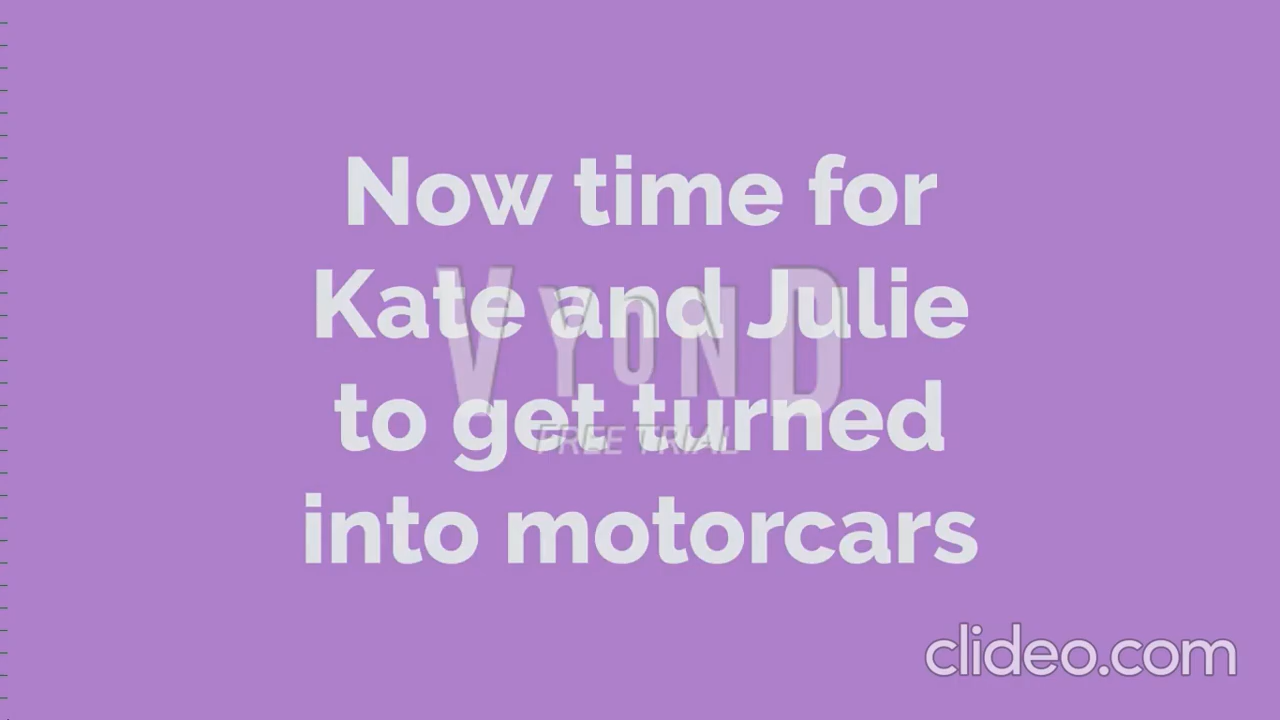 Now time for
Kate and Julie
to get turned
into motorcars
VYOND
FREE TRIAL
clideo.com